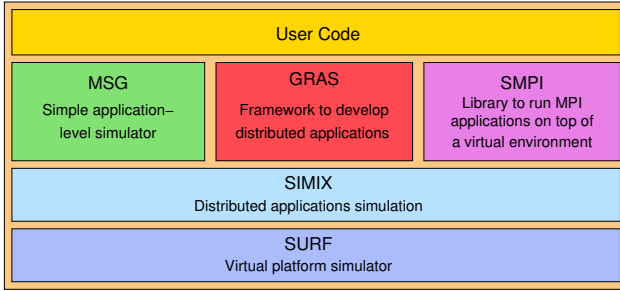 User Code
MSG
Simple application–
level simulator
GRAS
Framework to develop
distributed applications
SMPI
Library to run MPI
applications on top of
a virtual environment
SIMIX
Distributed applications simulation
SURF
Virtual platform simulator